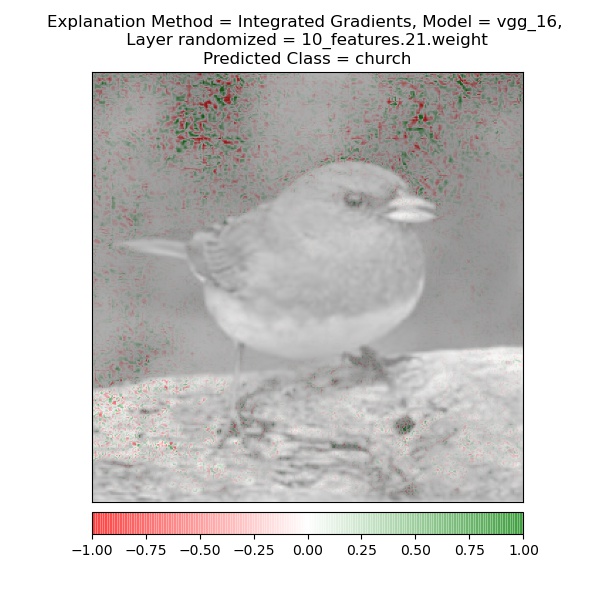 Explanation Method = Integrated Gradients, Model = vgg_16,
Layer randomized = 10_features.21.weight
Predicted Class = church
−1.00 −0.75 −0.50 −0.25 0.00 0.25 0.50 0.75 1.00